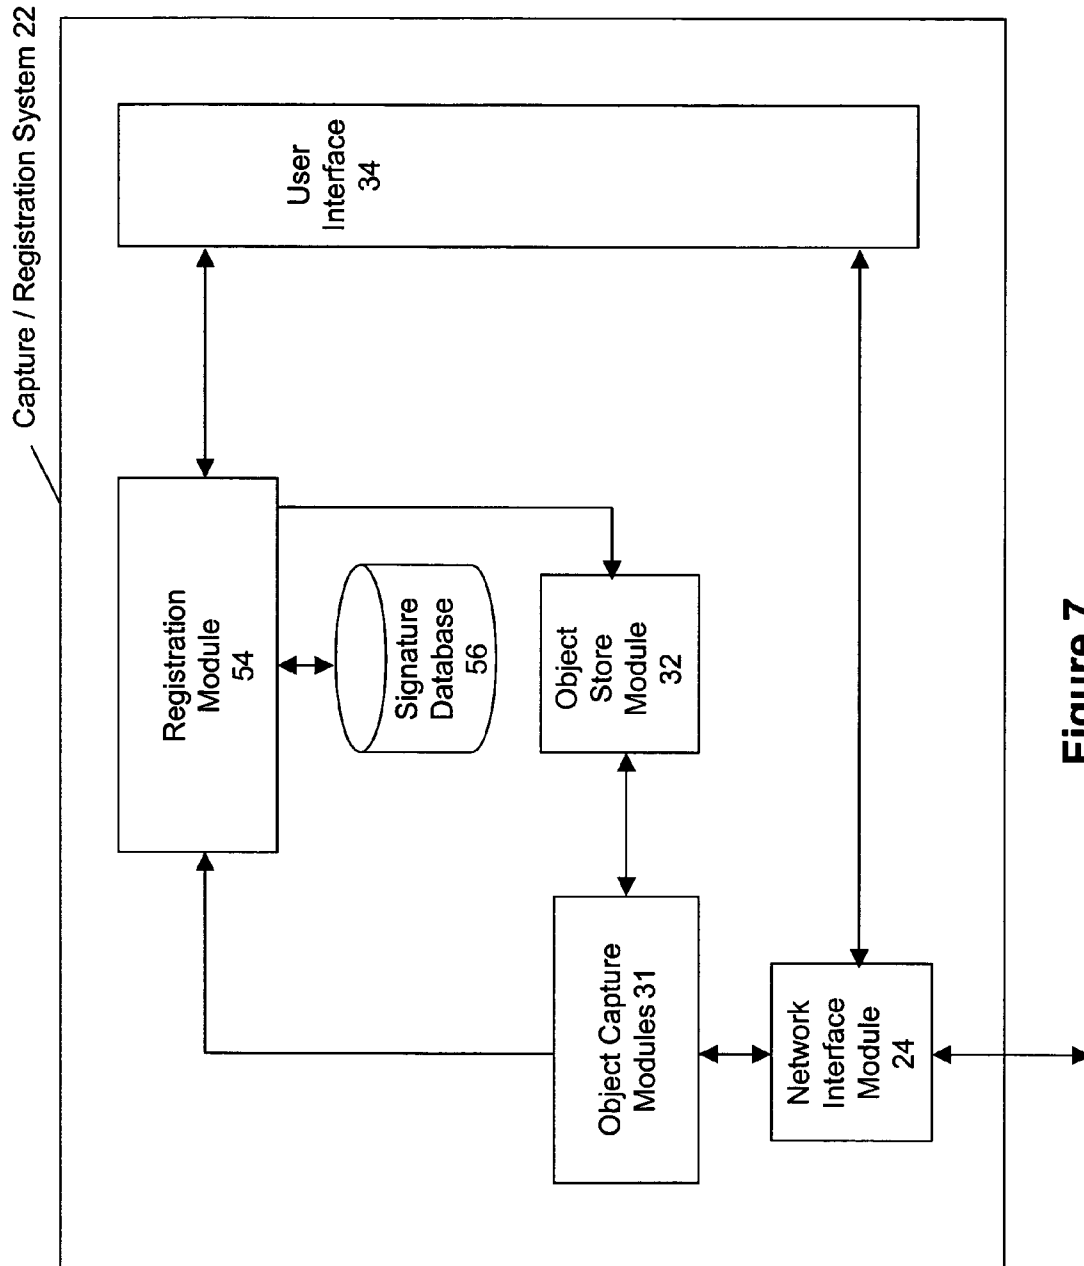 Capture / Registration System 22
User
Interface
34
Registration
Module
54
Signature
Database
56
Object
Store
Module
32
Object Capture
Modules 31
Network
Interface
Module
24
Figure 7